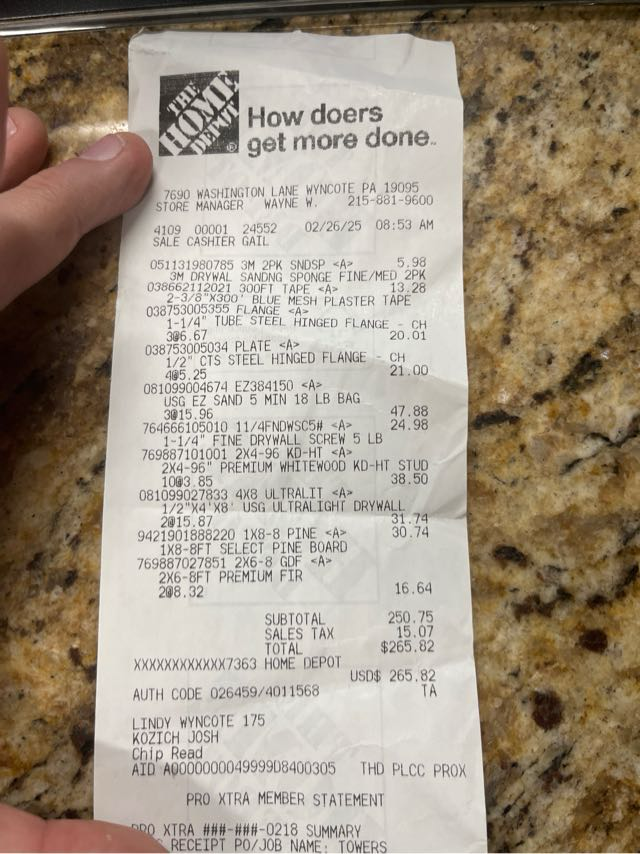 THE
HOME
DEPOT
®
How doers
get more done..
7690 WASHINGTON LANE WYNCOTE PA 19095
STORE MANAGER WAYNE W. 215-881-9600
4109 00001 24552 02/26/25 08:53 AM
SALE CASHIER GAIL
051131980785 3M 2PK SNDSP <A> 5.98
3M DRYWAL SANDNG SPONGE FINE/MED 2PK
038662112021 300FT TAPE <A> 13.28
2-3/8"X300' BLUE MESH PLASTER TAPE
038753005355 FLANGE <A>
1-1/4" TUBE STEEL HINGED FLANGE - CH
3@6.67 20.01
038753005034 PLATE <A>
1/2" CTS STEEL HINGED FLANGE - CH
4@5.25 21.00
081099004674 EZ384150 <A>
USG EZ SAND 5 MIN 18 LB BAG
3@15.96 47.88
764666105010 11/4FNDWSC5# <A> 24.98
1-1/4" FINE DRYWALL SCREW 5 LB
769887101001 2X4-96 KD-HT <A>
2X4-96" PREMIUM WHITEWOOD KD-HT STUD
10@3.85 38.50
081099027833 4X8 ULTRALIT <A>
1/2"X4'X8' USG ULTRALIGHT DRYWALL
2@15.87 31.74
9421901888220 1X8-8 PINE <A> 30.74
1X8-8FT SELECT PINE BOARD
769887027851 2X6-8 GDF <A>
2X6-8FT PREMIUM FIR
2@8.32 16.64
SUBTOTAL 250.75
SALES TAX 15.07
TOTAL $265.82
XXXXXXXXXXXX7363 HOME DEPOT
USD$ 265.82
AUTH CODE 026459/4011568 TA
LINDY WYNCOTE 175
KOZICH JOSH
Chip Read
AID A0000000049999D8400305 THD PLCC PROX
PRO XTRA MEMBER STATEMENT
PRO XTRA ###-###-0218 SUMMARY
RECEIPT PO/JOB NAME: TOWERS